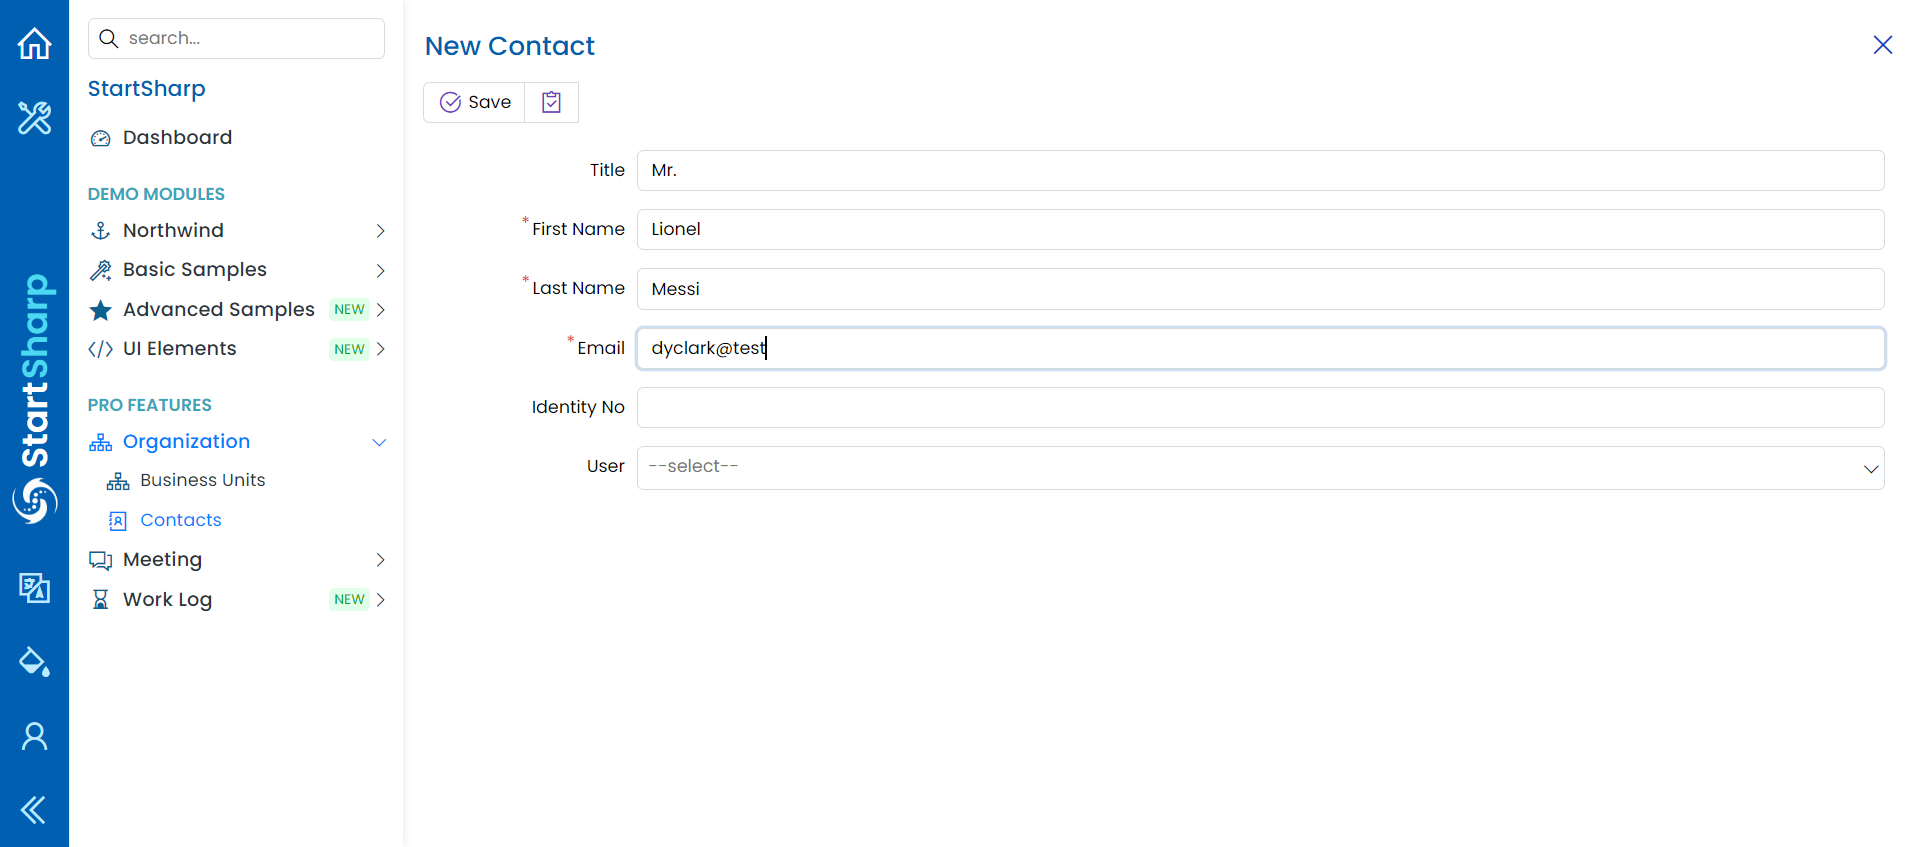 search...
StartSharp
Dashboard
DEMO MODULES
Northwind
Basic Samples
Advanced Samples NEW
UI Elements NEW
PRO FEATURES
Organization
Business Units
Contacts
Meeting
Work Log NEW
StartSharp
New Contact
Save
Title Mr.
* First Name Lionel
* Last Name Messi
* Email dyclark@test
Identity No
User --select--